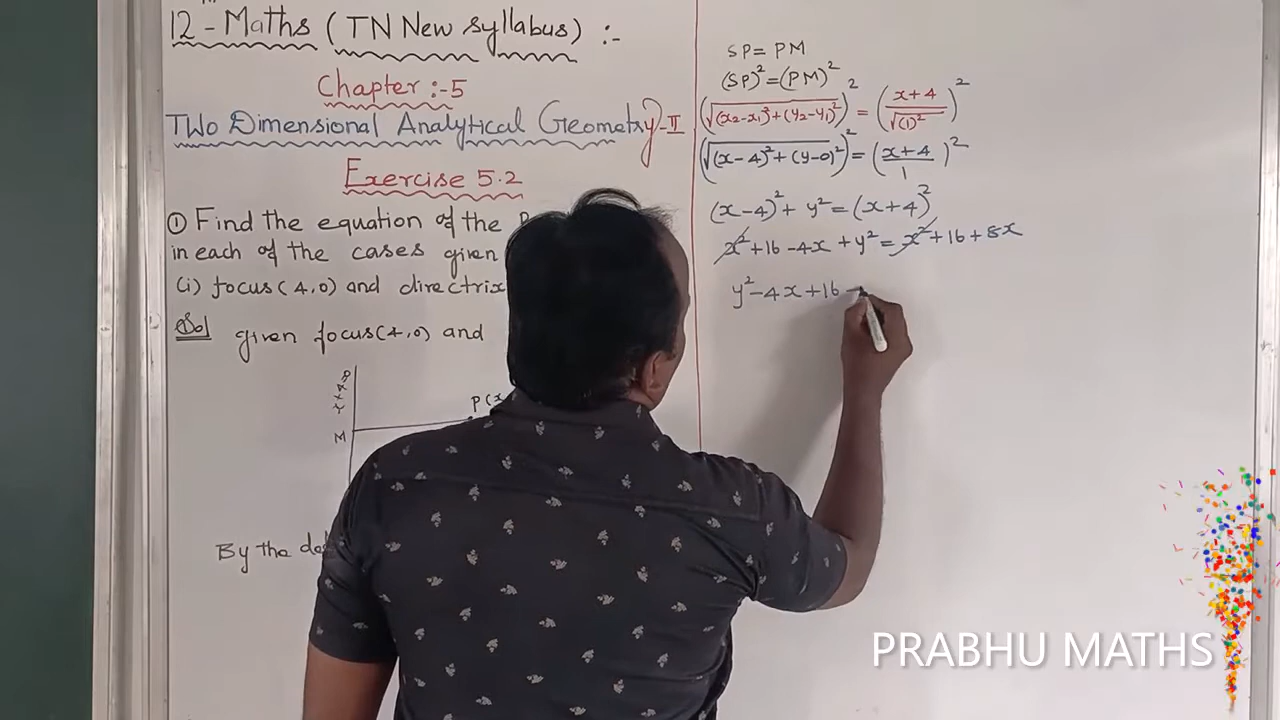 12-Maths (TN New syllabus) :-
Chapter :-5
Two Dimensional Analytical Geometry-II
Exercise 5.2
① Find the equation of the
in each of the cases given
(i) focus(4,0) and directrix
Sol given focus(4,0) and
P(x
M
By the de
SP = PM
(SP)² = (PM)²
(√(x₂-x₁)²+(y₂-y₁)²)² = (x+4/√(1)²)²
(√(x-4)²+(y-0)²)² = (x+4/1)²
(x-4)² + y² = (x+4)²
x²+16-4x+y² = x²+16+8x
y²-4x+16-
PRABHU MATHS